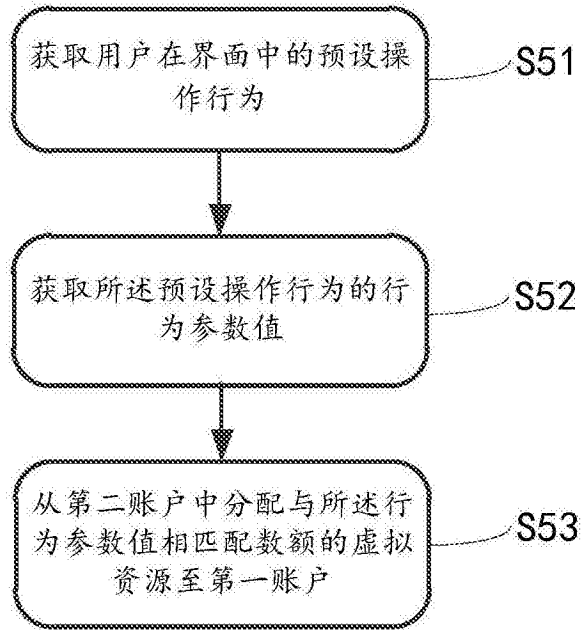 获取用户在界面中的预设操
作行为
S51
获取所述预设操作行为的行
为参数值
S52
从第二账户中分配与所述行
为参数值相匹配数额的虚拟
资源至第一账户
S53